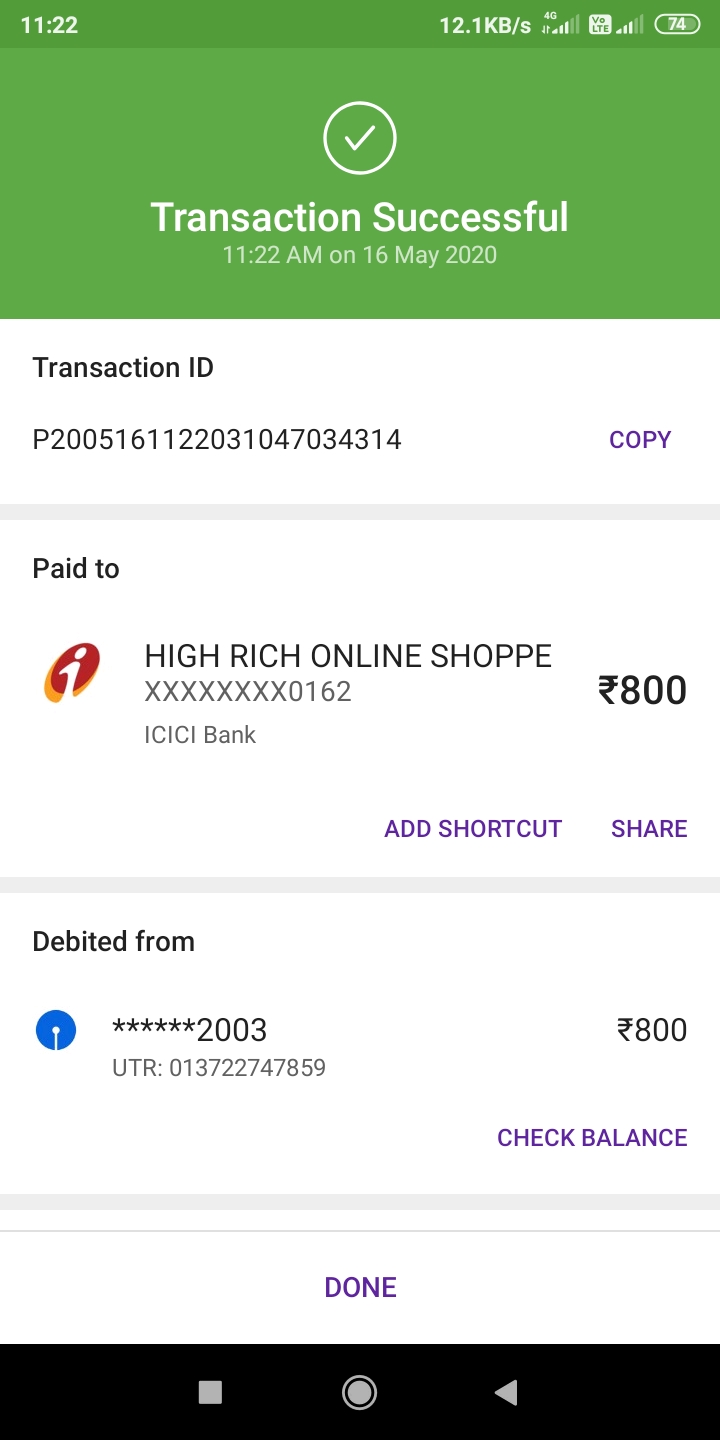 11:22 12.1KB/s 4G Vo LTE 74
Transaction Successful
11:22 AM on 16 May 2020
Transaction ID
P2005161122031047034314 COPY
Paid to
HIGH RICH ONLINE SHOPPE
XXXXXXXX0162 ₹800
ICICI Bank
ADD SHORTCUT SHARE
Debited from
******2003 ₹800
UTR: 013722747859
CHECK BALANCE
DONE